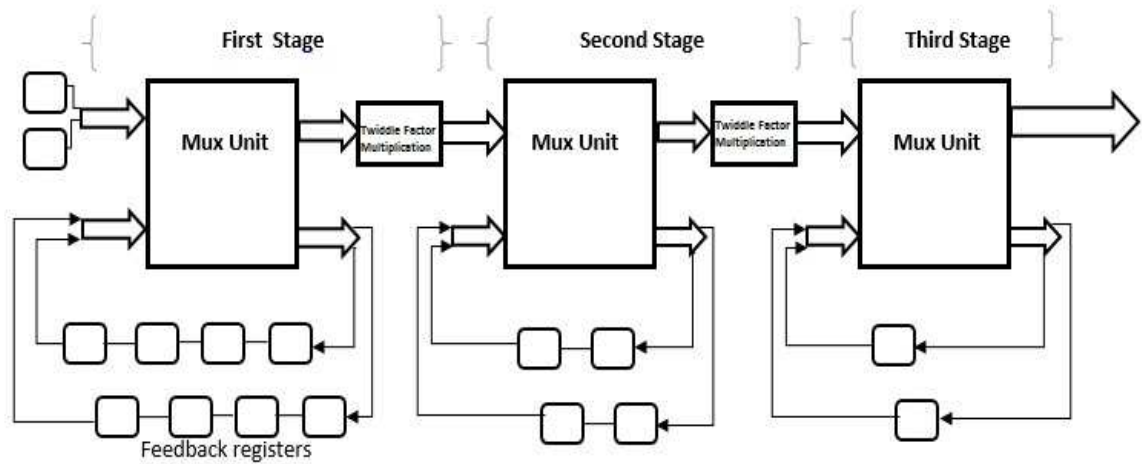 First Stage
Second Stage
Third Stage
Mux Unit
Twiddle Factor
Multiplication
Mux Unit
Twiddle Factor
Multiplication
Mux Unit
Feedback registers